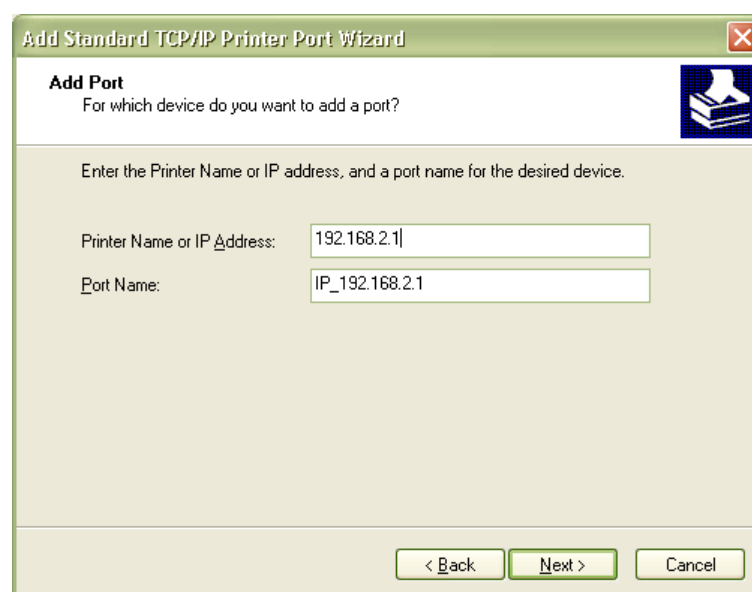 Add Standard TCP/IP Printer Port Wizard
Add Port
For which device do you want to add a port?
Enter the Printer Name or IP address, and a port name for the desired device.
Printer Name or IP Address: 192.168.2.1
Port Name: IP_192.168.2.1
< Back Next > Cancel